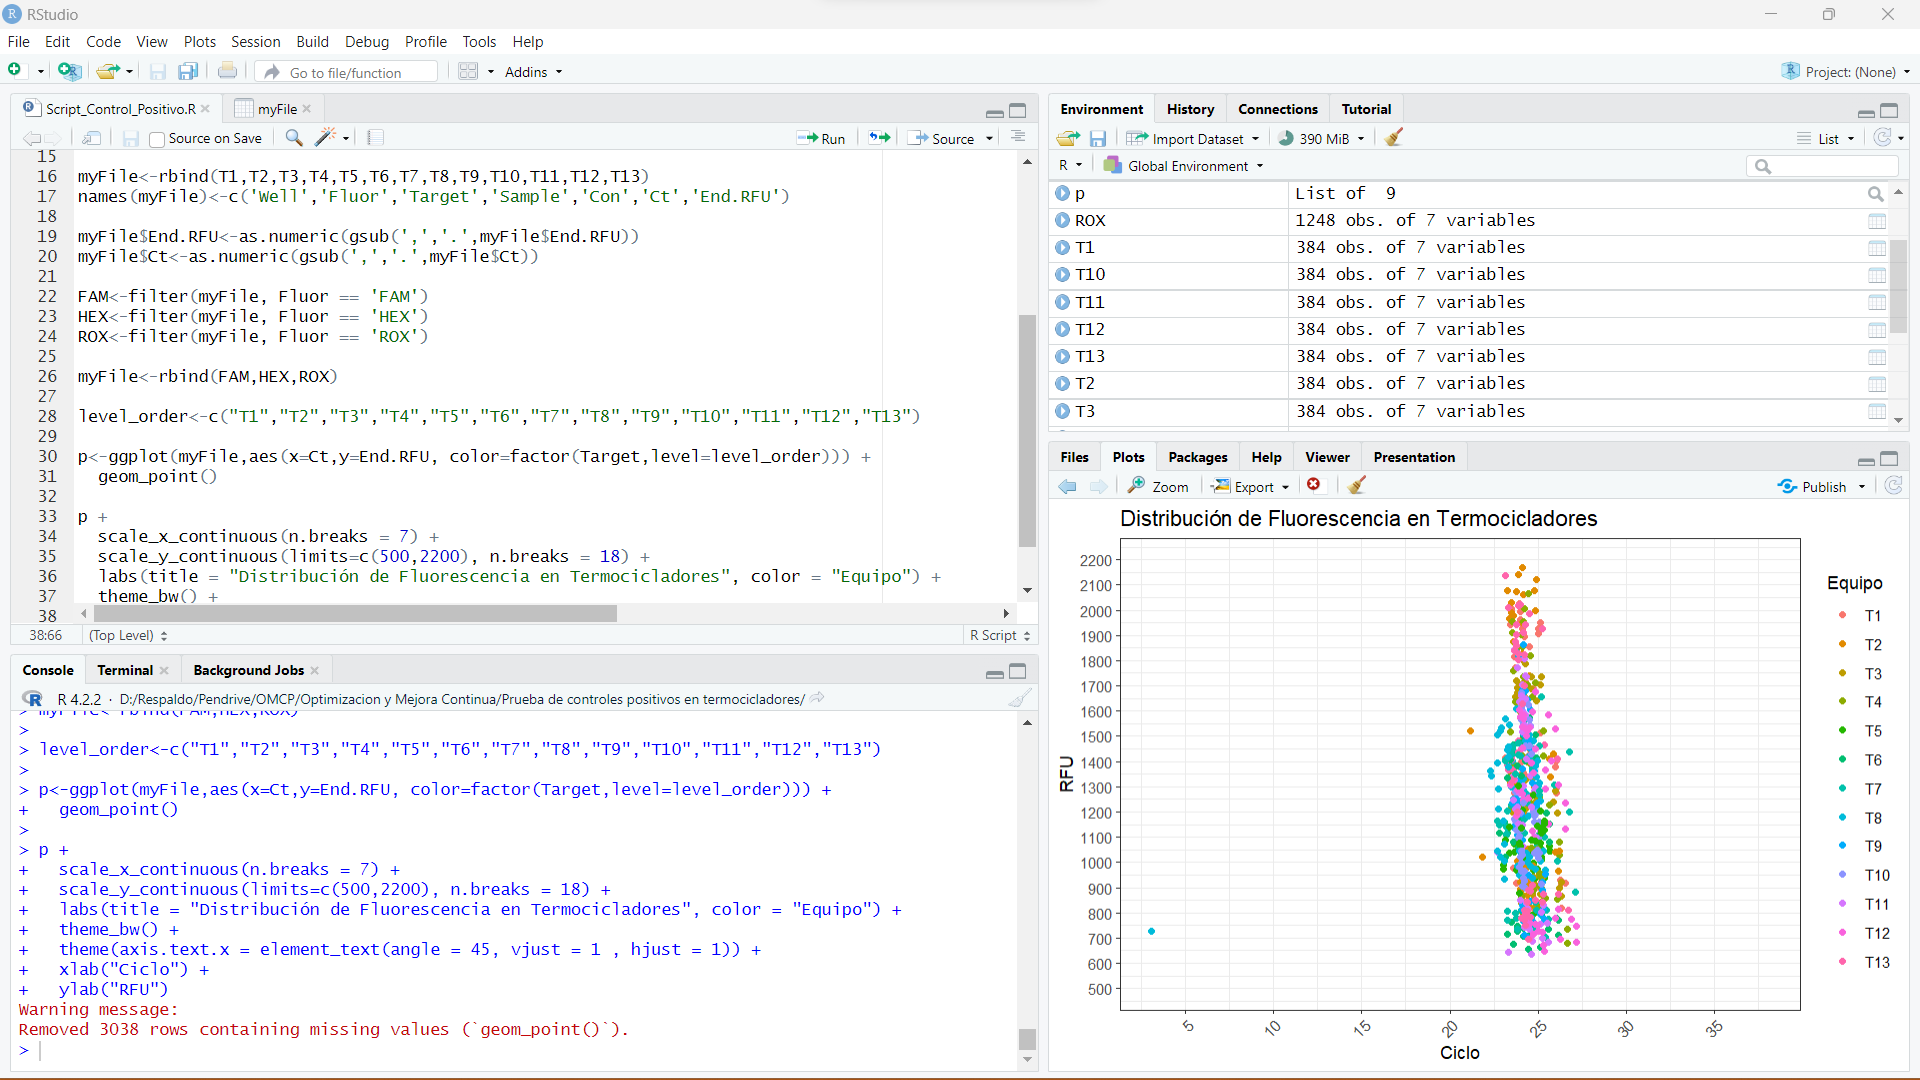 RStudio
File Edit Code View Plots Session Build Debug Profile Tools Help
Go to file/function Addins Project: (None)
Script_Control_Positivo.R myFile
Source on Save Run Source
15
16 myFile<-rbind(T1,T2,T3,T4,T5,T6,T7,T8,T9,T10,T11,T12,T13)
17 names(myFile)<-c('Well','Fluor','Target','Sample','Con','Ct','End.RFU')
18
19 myFile$End.RFU<-as.numeric(gsub(',','.',myFile$End.RFU))
20 myFile$Ct<-as.numeric(gsub(',','.',myFile$Ct))
21
22 FAM<-filter(myFile, Fluor == 'FAM')
23 HEX<-filter(myFile, Fluor == 'HEX')
24 ROX<-filter(myFile, Fluor == 'ROX')
25
26 myFile<-rbind(FAM,HEX,ROX)
27
28 level_order<-c("T1","T2","T3","T4","T5","T6","T7","T8","T9","T10","T11","T12","T13")
29
30 p<-ggplot(myFile,aes(x=Ct,y=End.RFU, color=factor(Target,level=level_order))) +
31   geom_point()
32
33 p +
34   scale_x_continuous(n.breaks = 7) +
35   scale_y_continuous(limits=c(500,2200), n.breaks = 18) +
36   labs(title = "Distribución de Fluorescencia en Termocicladores", color = "Equipo") +
37   theme_bw() +
38
38:66 (Top Level) R Script
Console Terminal Background Jobs
R 4.2.2 · D:/Respaldo/Pendrive/OMCP/Optimizacion y Mejora Continua/Prueba de controles positivos en termocicladores/
> myFile<-rbind(FAM,HEX,ROX)
>
> level_order<-c("T1","T2","T3","T4","T5","T6","T7","T8","T9","T10","T11","T12","T13")
>
> p<-ggplot(myFile,aes(x=Ct,y=End.RFU, color=factor(Target,level=level_order))) +
+   geom_point()
>
> p +
+   scale_x_continuous(n.breaks = 7) +
+   scale_y_continuous(limits=c(500,2200), n.breaks = 18) +
+   labs(title = "Distribución de Fluorescencia en Termocicladores", color = "Equipo") +
+   theme_bw() +
+   theme(axis.text.x = element_text(angle = 45, vjust = 1 , hjust = 1)) +
+   xlab("Ciclo") +
+   ylab("RFU")
Warning message:
Removed 3038 rows containing missing values (`geom_point()`).
>
Environment History Connections Tutorial
Import Dataset 390 MiB List
R Global Environment
p List of 9
ROX 1248 obs. of 7 variables
T1 384 obs. of 7 variables
T10 384 obs. of 7 variables
T11 384 obs. of 7 variables
T12 384 obs. of 7 variables
T13 384 obs. of 7 variables
T2 384 obs. of 7 variables
T3 384 obs. of 7 variables
Files Plots Packages Help Viewer Presentation
Zoom Export Publish
Distribución de Fluorescencia en Termocicladores
2200
2100
2000
1900
1800
1700
1600
1500
1400
1300
1200
1100
1000
900
800
700
600
500
RFU
5 10 15 20 25 30 35
Ciclo
Equipo
T1
T2
T3
T4
T5
T6
T7
T8
T9
T10
T11
T12
T13